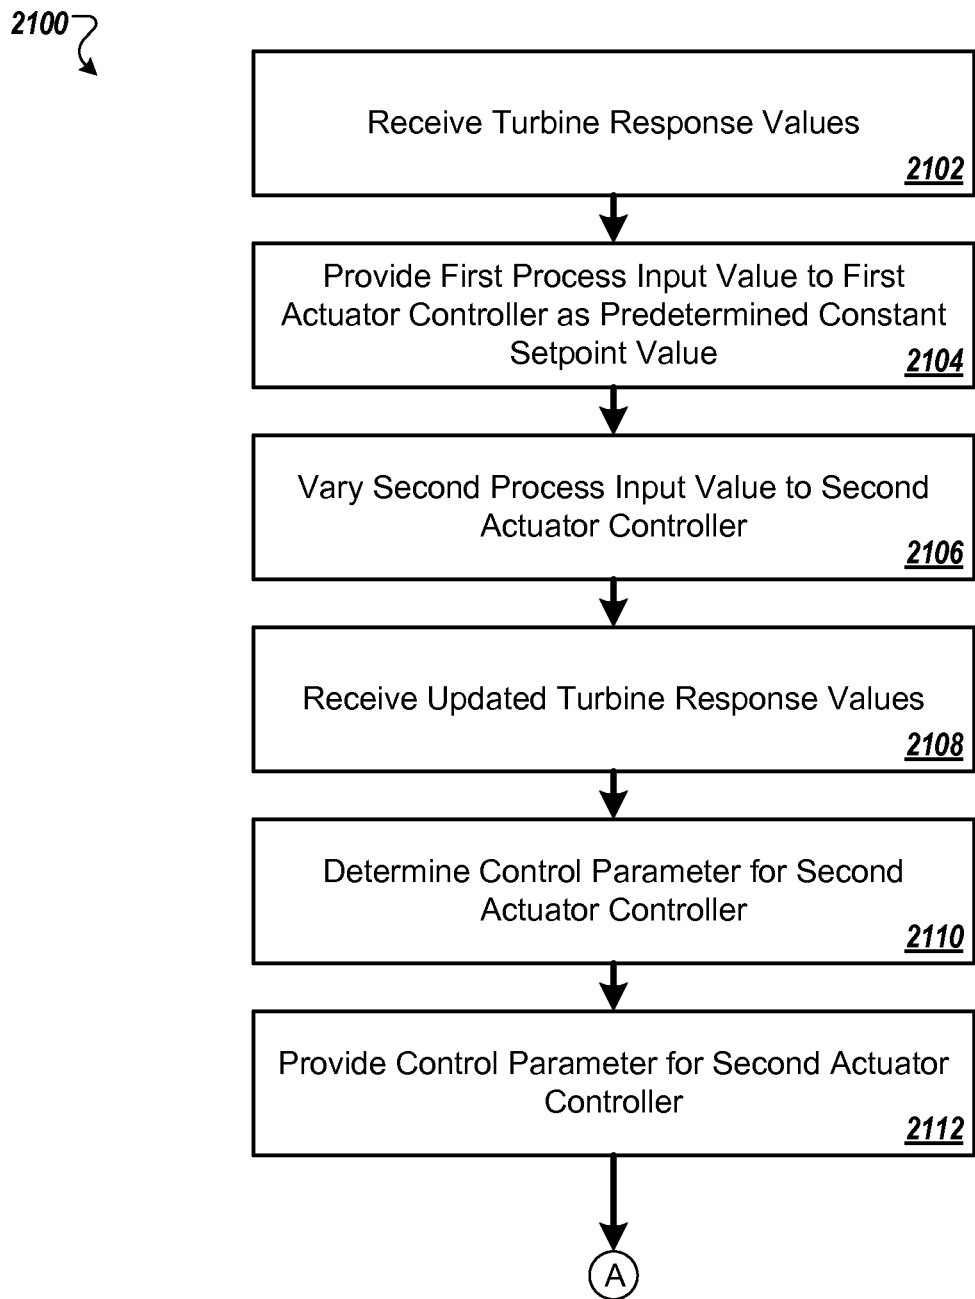 2100
Receive Turbine Response Values
2102
Provide First Process Input Value to First
Actuator Controller as Predetermined Constant
Setpoint Value
2104
Vary Second Process Input Value to Second
Actuator Controller
2106
Receive Updated Turbine Response Values
2108
Determine Control Parameter for Second
Actuator Controller
2110
Provide Control Parameter for Second Actuator
Controller
2112
A